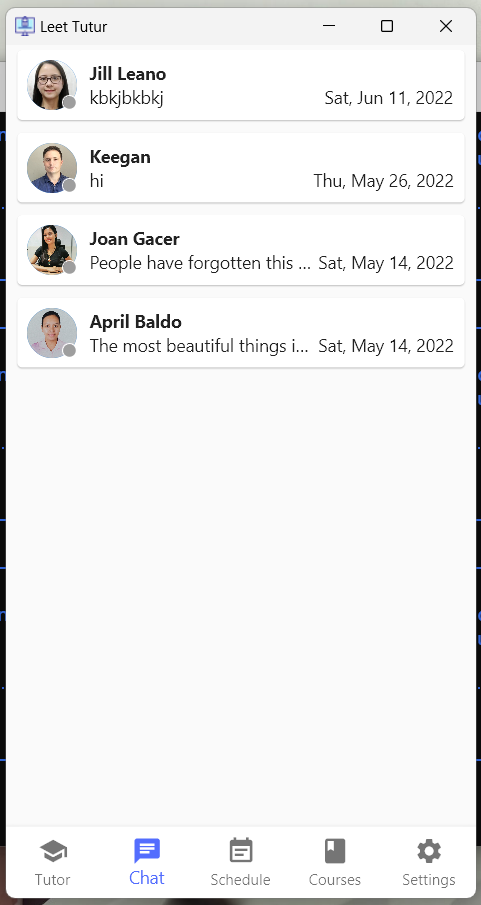 Leet Tutur
Jill Leano
kbkjbkbkj Sat, Jun 11, 2022
Keegan
hi Thu, May 26, 2022
Joan Gacer
People have forgotten this ... Sat, May 14, 2022
April Baldo
The most beautiful things i... Sat, May 14, 2022
Tutor Chat Schedule Courses Settings